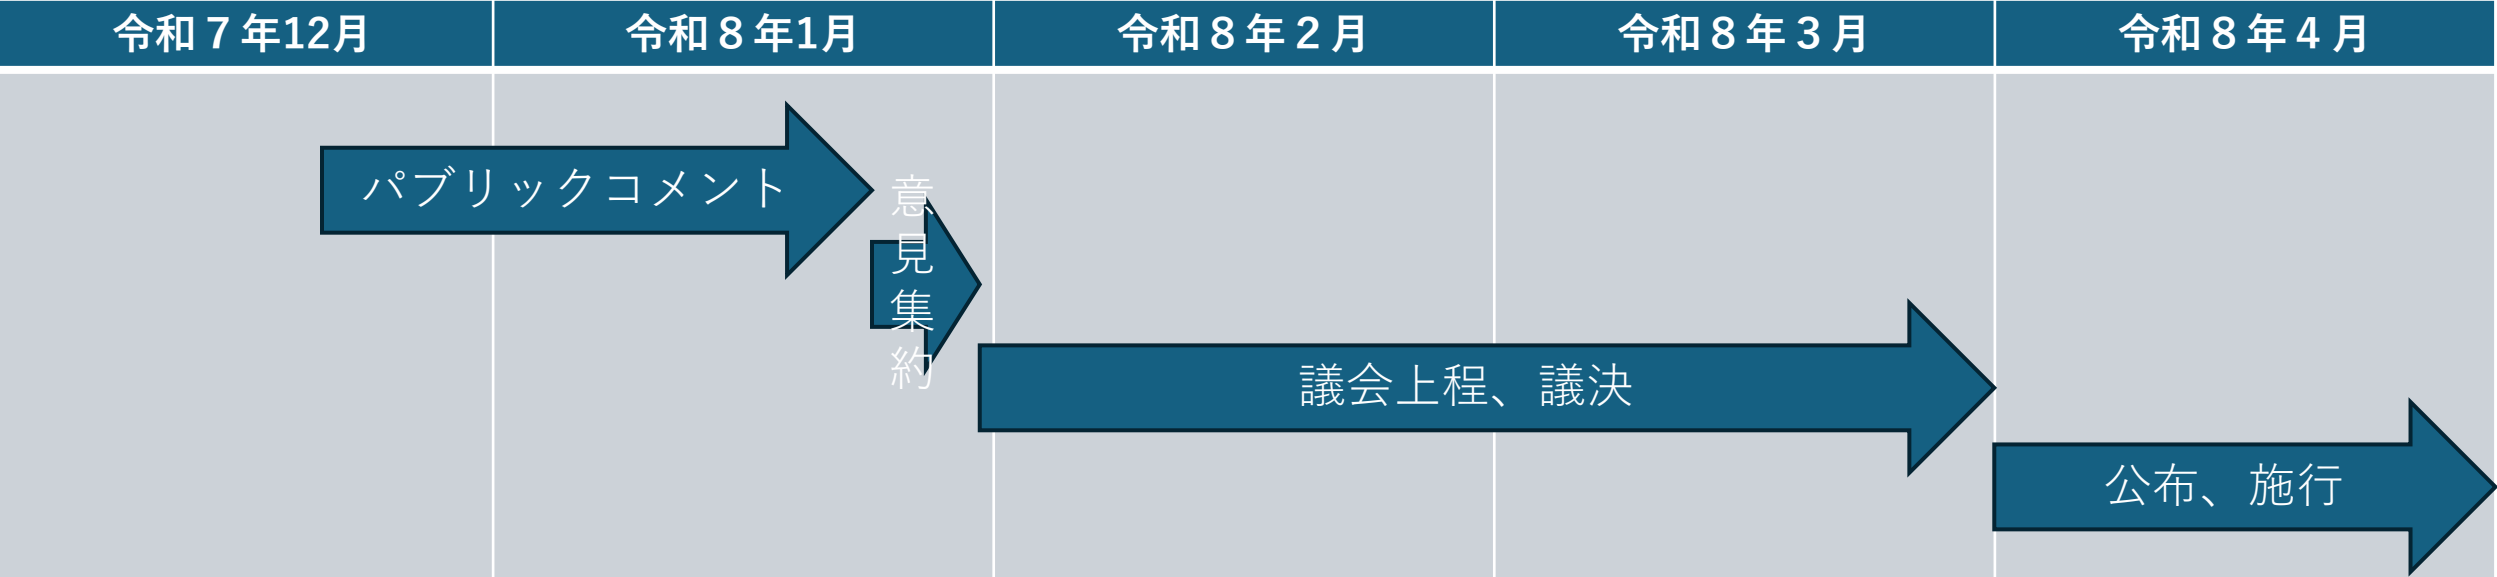 令和7年12月
令和8年1月
令和８年２月
令和８年３月
令和８年４月
パブリックコメント
意見集約
議会上程、議決
公布、施行